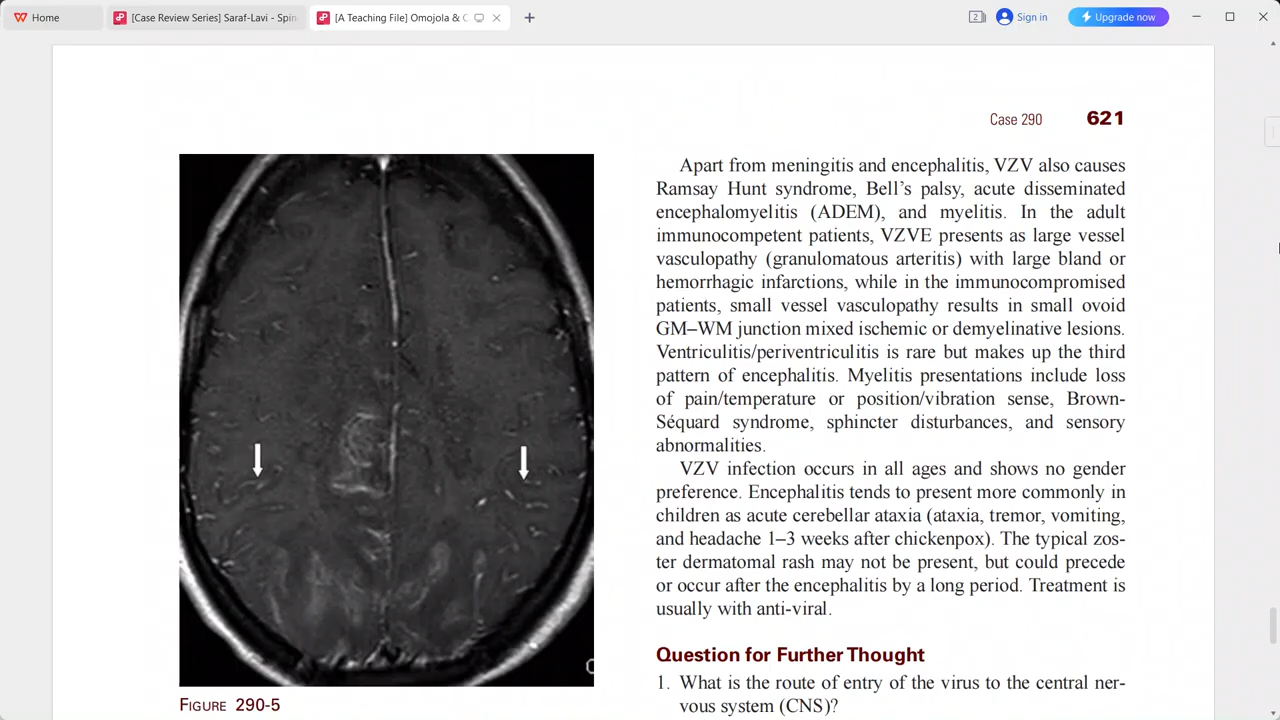 Home
[Case Review Series] Saraf-Lavi - Spin
[A Teaching File] Omojola & C
2
Sign in
Upgrade now
Case 290 621
Apart from meningitis and encephalitis, VZV also causes
Ramsay Hunt syndrome, Bell's palsy, acute disseminated
encephalomyelitis (ADEM), and myelitis. In the adult
immunocompetent patients, VZVE presents as large vessel
vasculopathy (granulomatous arteritis) with large bland or
hemorrhagic infarctions, while in the immunocompromised
patients, small vessel vasculopathy results in small ovoid
GM–WM junction mixed ischemic or demyelinative lesions.
Ventriculitis/periventriculitis is rare but makes up the third
pattern of encephalitis. Myelitis presentations include loss
of pain/temperature or position/vibration sense, Brown-
Séquard syndrome, sphincter disturbances, and sensory
abnormalities.
VZV infection occurs in all ages and shows no gender
preference. Encephalitis tends to present more commonly in
children as acute cerebellar ataxia (ataxia, tremor, vomiting,
and headache 1–3 weeks after chickenpox). The typical zos-
ter dermatomal rash may not be present, but could precede
or occur after the encephalitis by a long period. Treatment is
usually with anti-viral.
Question for Further Thought
1. What is the route of entry of the virus to the central ner-
vous system (CNS)?
FIGURE 290-5